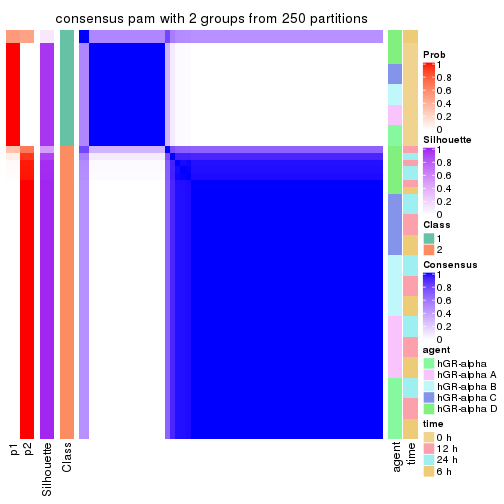 consensus pam with 2 groups from 250 partitions
Prob
1
0.8
0.6
0.4
0.2
0
Silhouette
1
0.8
0.6
0.4
0.2
0
Class
1
2
Consensus
1
0.8
0.6
0.4
0.2
0
agent
hGR-alpha
hGR-alpha A
hGR-alpha B
hGR-alpha C
hGR-alpha D
time
0 h
12 h
24 h
6 h
p1
p2
Silhouette
Class
agent
time